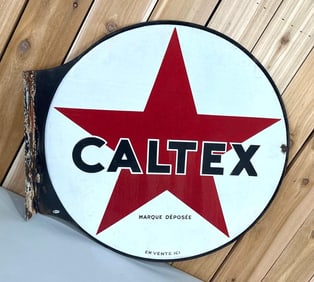 CALTEX
MARQUE DÉPOSÉE
EN VENTE ICI